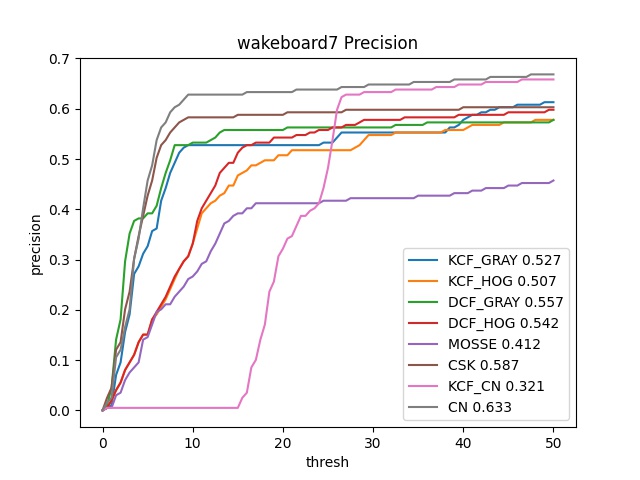 wakeboard7 Precision
precision
0.7
0.6
0.5
0.4
0.3
0.2
0.1
0.0
KCF_GRAY 0.527
KCF_HOG 0.507
DCF_GRAY 0.557
DCF_HOG 0.542
MOSSE 0.412
CSK 0.587
KCF_CN 0.321
CN 0.633
0 10 20 30 40 50
thresh